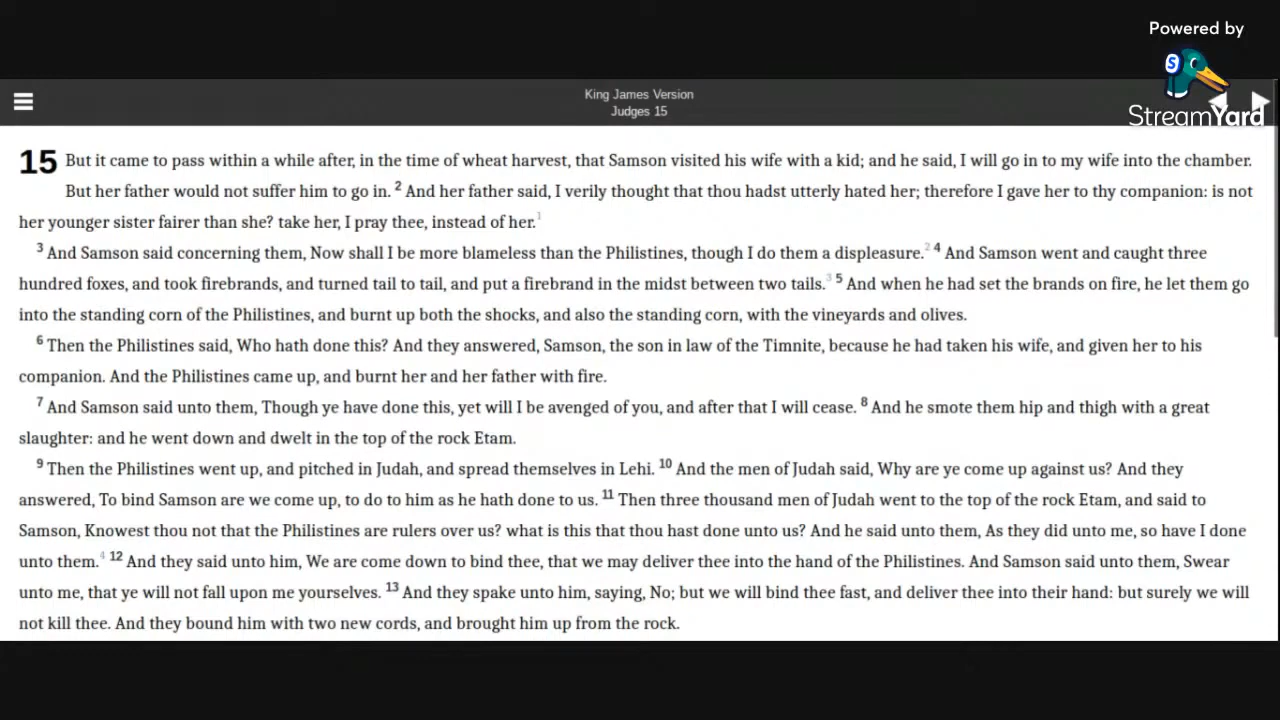 Powered by
StreamYard
King James Version
Judges 15
15 But it came to pass within a while after, in the time of wheat harvest, that Samson visited his wife with a kid; and he said, I will go in to my wife into the chamber.
But her father would not suffer him to go in. 2 And her father said, I verily thought that thou hadst utterly hated her; therefore I gave her to thy companion: is not
her younger sister fairer than she? take her, I pray thee, instead of her.1
3 And Samson said concerning them, Now shall I be more blameless than the Philistines, though I do them a displeasure.2 4 And Samson went and caught three
hundred foxes, and took firebrands, and turned tail to tail, and put a firebrand in the midst between two tails.3 5 And when he had set the brands on fire, he let them go
into the standing corn of the Philistines, and burnt up both the shocks, and also the standing corn, with the vineyards and olives.
6 Then the Philistines said, Who hath done this? And they answered, Samson, the son in law of the Timnite, because he had taken his wife, and given her to his
companion. And the Philistines came up, and burnt her and her father with fire.
7 And Samson said unto them, Though ye have done this, yet will I be avenged of you, and after that I will cease. 8 And he smote them hip and thigh with a great
slaughter: and he went down and dwelt in the top of the rock Etam.
9 Then the Philistines went up, and pitched in Judah, and spread themselves in Lehi. 10 And the men of Judah said, Why are ye come up against us? And they
answered, To bind Samson are we come up, to do to him as he hath done to us. 11 Then three thousand men of Judah went to the top of the rock Etam, and said to
Samson, Knowest thou not that the Philistines are rulers over us? what is this that thou hast done unto us? And he said unto them, As they did unto me, so have I done
unto them.4 12 And they said unto him, We are come down to bind thee, that we may deliver thee into the hand of the Philistines. And Samson said unto them, Swear
unto me, that ye will not fall upon me yourselves. 13 And they spake unto him, saying, No; but we will bind thee fast, and deliver thee into their hand: but surely we will
not kill thee. And they bound him with two new cords, and brought him up from the rock.